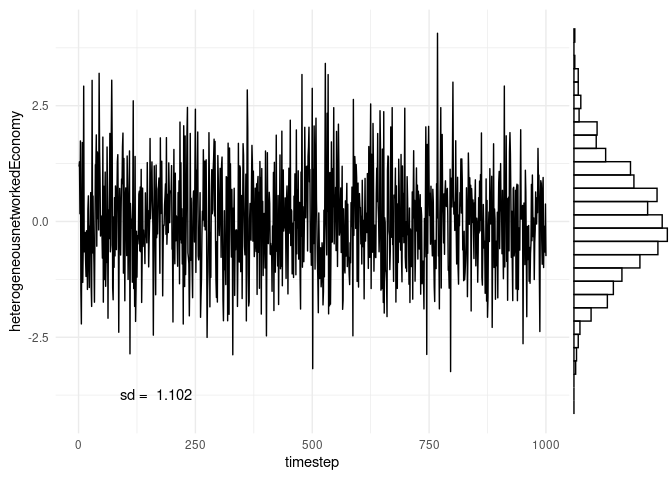 heterogeneousnetworkedEconomy
2.5
0.0
-2.5
sd = 1.102
0 250 500 750 1000
timestep